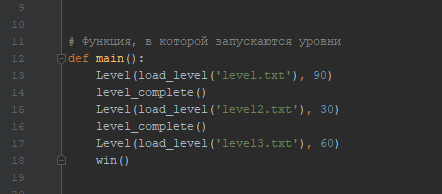 9
10
11 # Функция, в которой запускаются уровни
12 def main():
13 Level(load_level('level.txt'), 90)
14 level_complete()
15 Level(load_level('level2.txt'), 30)
16 level_complete()
17 Level(load_level('level3.txt'), 60)
18 win()
19